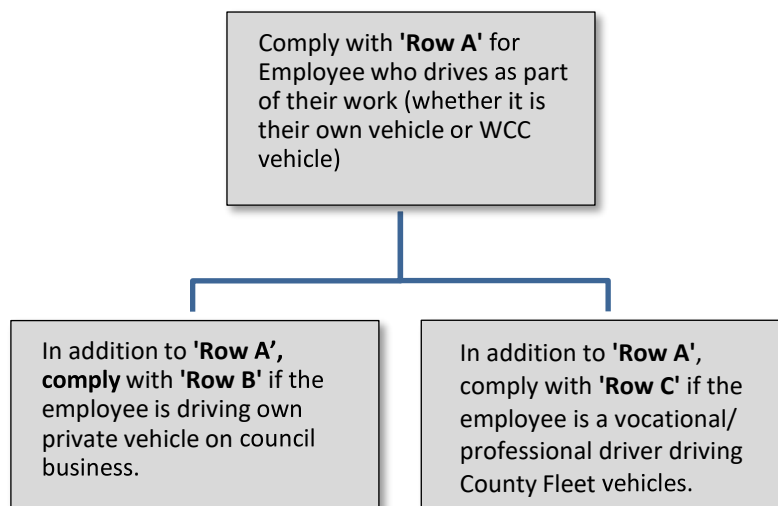 Comply with 'Row A' for
Employee who drives as part
of their work (whether it is
their own vehicle or WCC
vehicle)
In addition to 'Row A’,
comply with 'Row B' if the
employee is driving own
private vehicle on council
business.
In addition to 'Row A',
comply with 'Row C' if the
employee is a vocational/
professional driver driving
County Fleet vehicles.